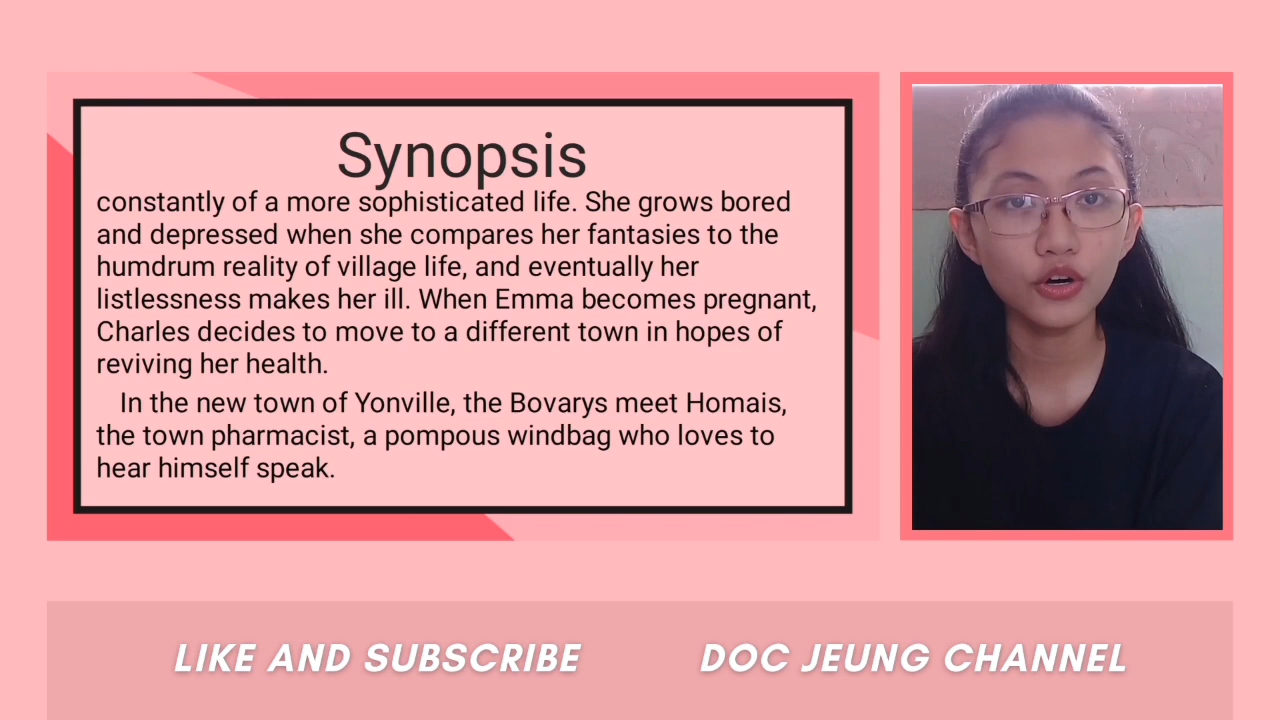 Synopsis
constantly of a more sophisticated life. She grows bored
and depressed when she compares her fantasies to the
humdrum reality of village life, and eventually her
listlessness makes her ill. When Emma becomes pregnant,
Charles decides to move to a different town in hopes of
reviving her health.
In the new town of Yonville, the Bovarys meet Homais,
the town pharmacist, a pompous windbag who loves to
hear himself speak.
LIKE AND SUBSCRIBE
DOC JEUNG CHANNEL